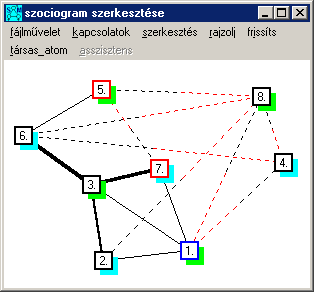 szociogram szerkesztése
fájlművelet kapcsolatok szerkesztés rajzolj frissíts
társas_atom asszisztens
5.
8.
6.
4.
7.
3.
1.
2.